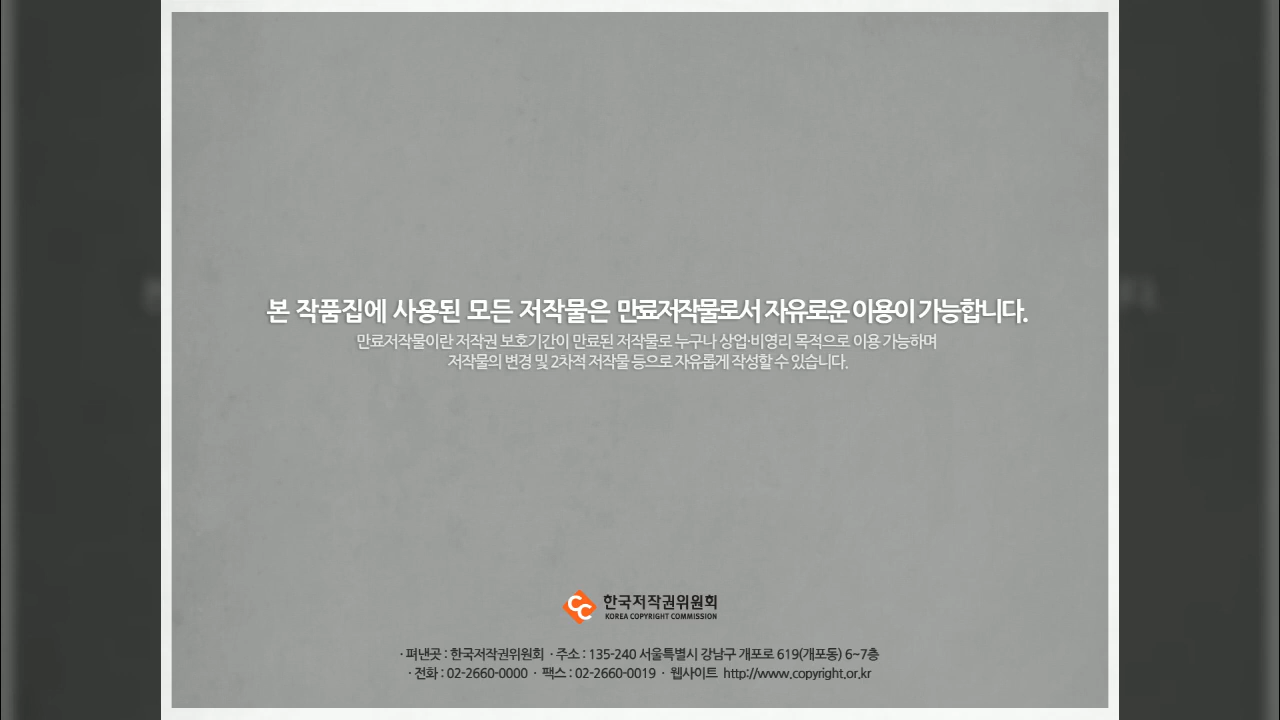 본 작품집에 사용된 모든 저작물은 만료저작물로서 자유로운 이용이 가능합니다.
만료저작물이란 저작권 보호기간이 만료된 저작물로 누구나 상업·비영리 목적으로 이용 가능하며
저작물의 변경 및 2차적 저작물 등으로 자유롭게 작성할 수 있습니다.
CC 한국저작권위원회
KOREA COPYRIGHT COMMISSION
· 펴낸곳 : 한국저작권위원회 · 주소 : 135-240 서울특별시 강남구 개포로 619(개포동) 6~7층
· 전화 : 02-2660-0000 · 팩스 : 02-2660-0019 · 웹사이트 http://www.copyright.or.kr